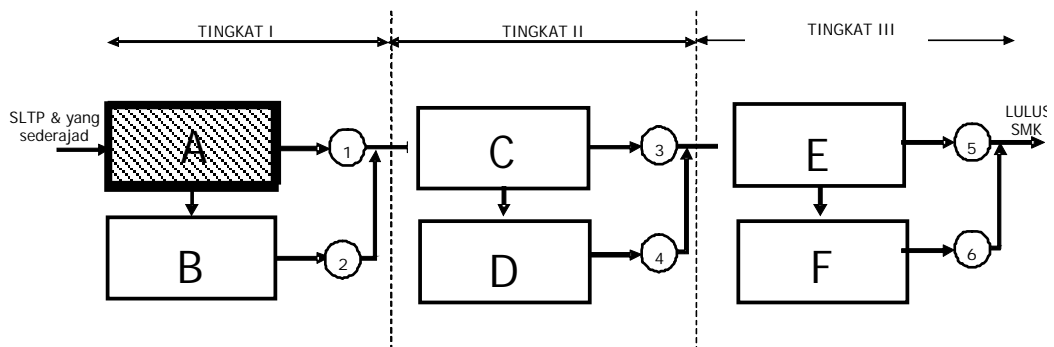 TINGKAT I
TINGKAT II
TINGKAT III
SLTP & yang
sederajad
A
1
C
3
E
5
LULUS
SMK
B
2
D
4
F
6